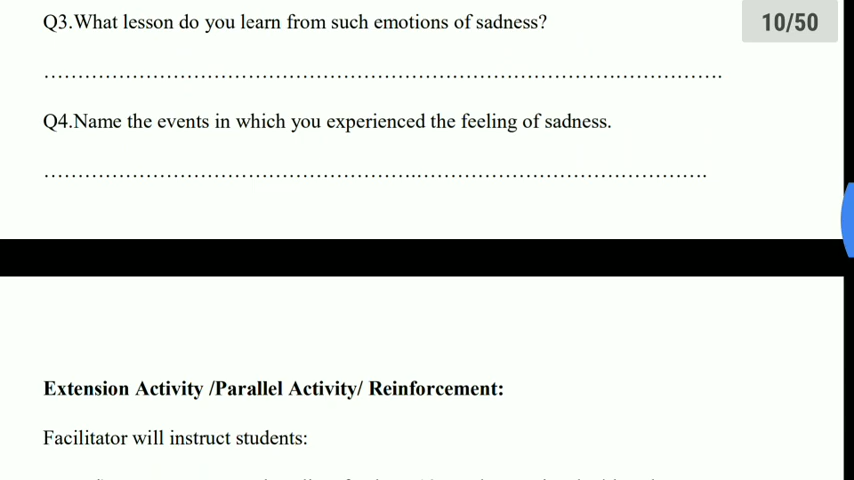 Q3.What lesson do you learn from such emotions of sadness?
10/50
……………………………………………………………………………………….
Q4.Name the events in which you experienced the feeling of sadness.
……………………………………………….…………………………………….
Extension Activity /Parallel Activity/ Reinforcement:
Facilitator will instruct students: